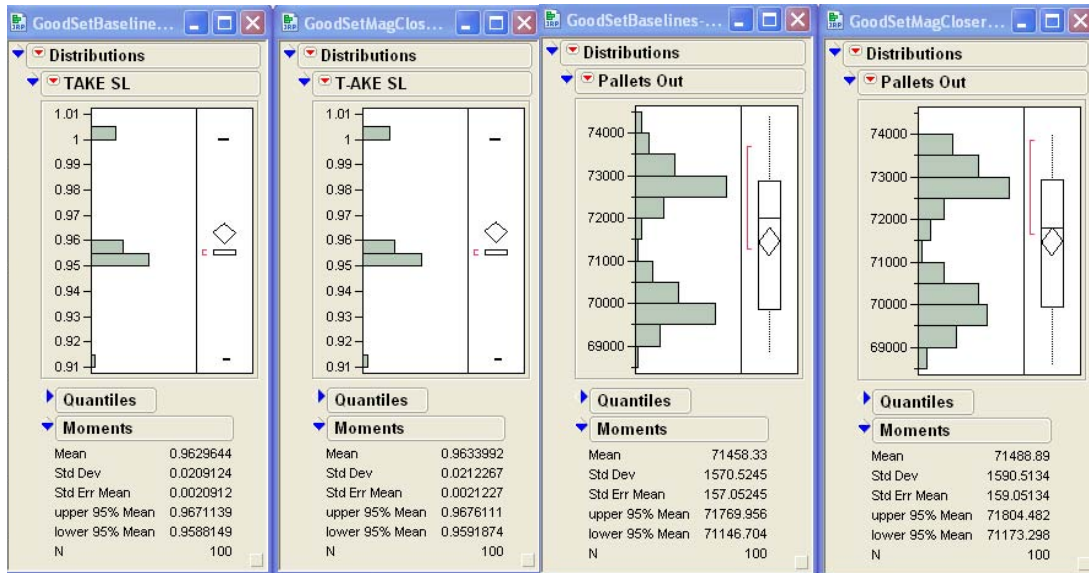 GoodSetBaseline...
Distributions
TAKE SL
1.01
1
0.99
0.98
0.97
0.96
0.95
0.94
0.93
0.92
0.91
Quantiles
Moments
Mean 0.9629644
Std Dev 0.0209124
Std Err Mean 0.0020912
upper 95% Mean 0.9671139
lower 95% Mean 0.9588149
N 100
GoodSetMagClos...
Distributions
T-AKE SL
1.01
1
0.99
0.98
0.97
0.96
0.95
0.94
0.93
0.92
0.91
Quantiles
Moments
Mean 0.9633992
Std Dev 0.0212267
Std Err Mean 0.0021227
upper 95% Mean 0.9676111
lower 95% Mean 0.9591874
N 100
GoodSetBaselines-...
Distributions
Pallets Out
74000
73000
72000
71000
70000
69000
Quantiles
Moments
Mean 71458.33
Std Dev 1570.5245
Std Err Mean 157.05245
upper 95% Mean 71769.956
lower 95% Mean 71146.704
N 100
GoodSetMagCloser...
Distributions
Pallets Out
74000
73000
72000
71000
70000
69000
Quantiles
Moments
Mean 71488.89
Std Dev 1590.5134
Std Err Mean 159.05134
upper 95% Mean 71804.482
lower 95% Mean 71173.298
N 100